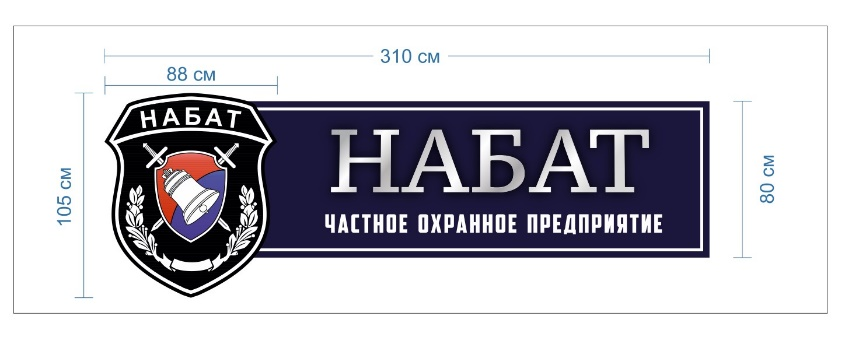 310 см
88 см
НАБАТ
105 см
НАБАТ
ЧАСТНОЕ ОХРАННОЕ ПРЕДПРИЯТИЕ
80 см